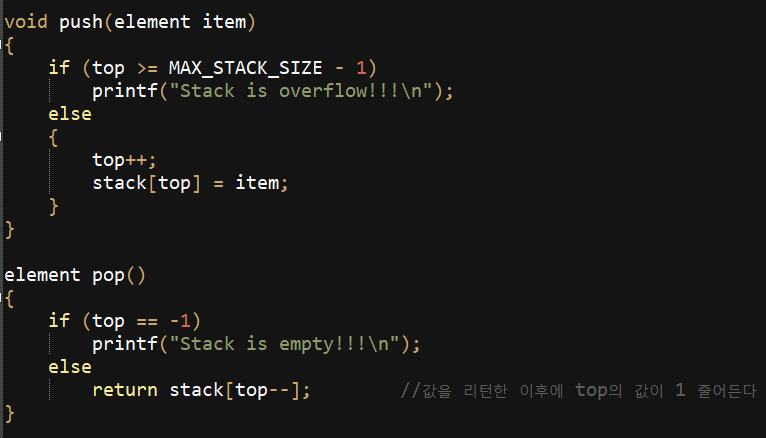 void push(element item)
{
    if (top >= MAX_STACK_SIZE - 1)
        printf("Stack is overflow!!!\n");
    else
    {
        top++;
        stack[top] = item;
    }
}

element pop()
{
    if (top == -1)
        printf("Stack is empty!!!\n");
    else
        return stack[top--];        //값을 리턴한 이후에 top의 값이 1 줄어든다
}